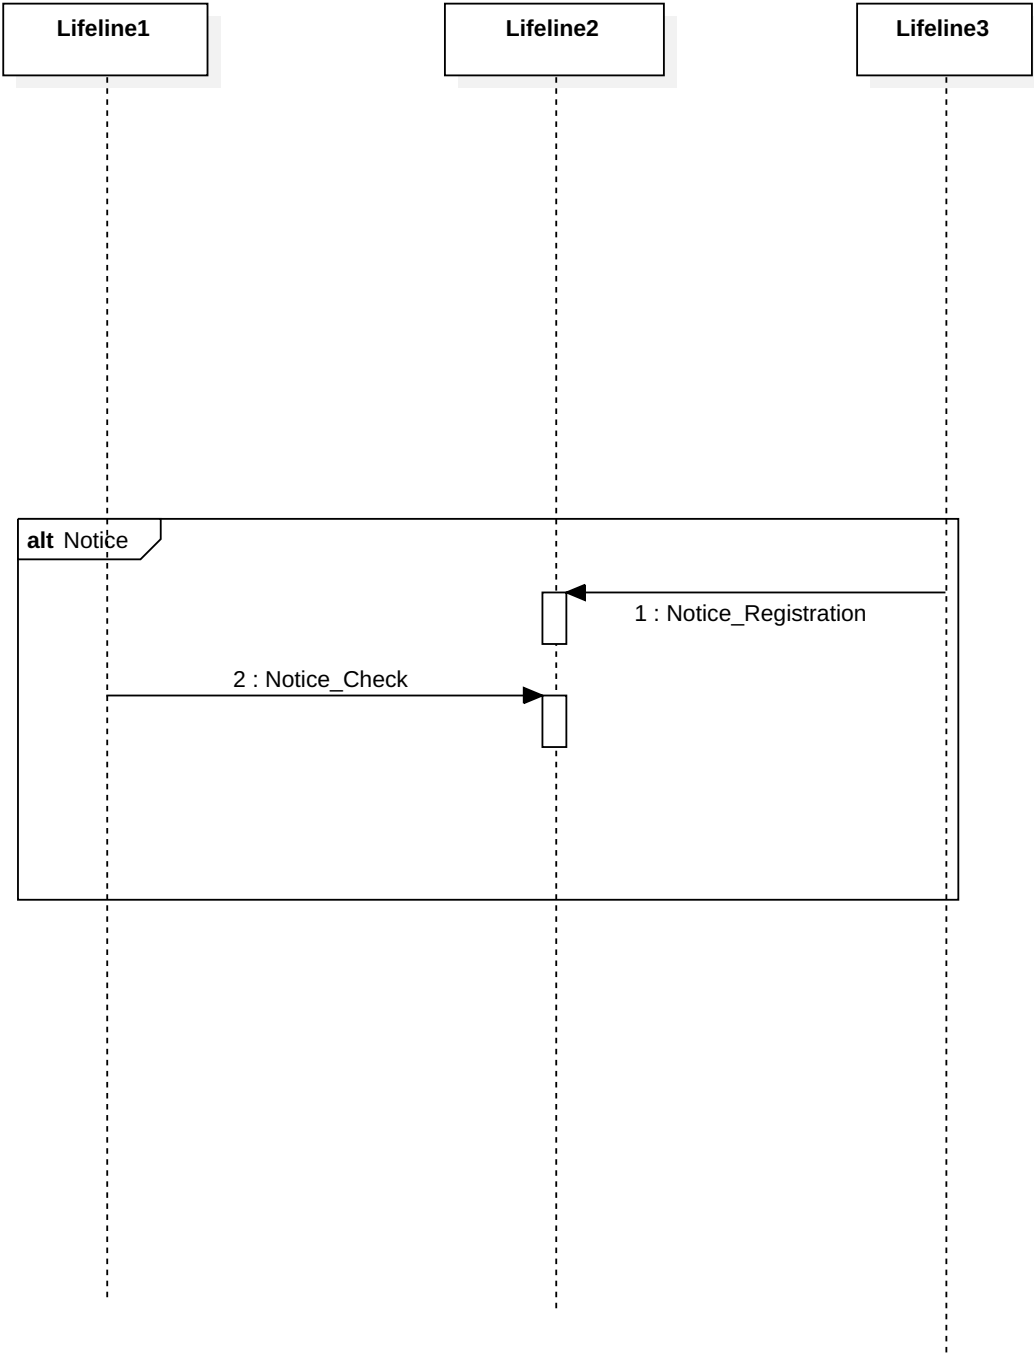 Lifeline1
Lifeline2
Lifeline3
alt Notice
1 : Notice_Registration
2 : Notice_Check